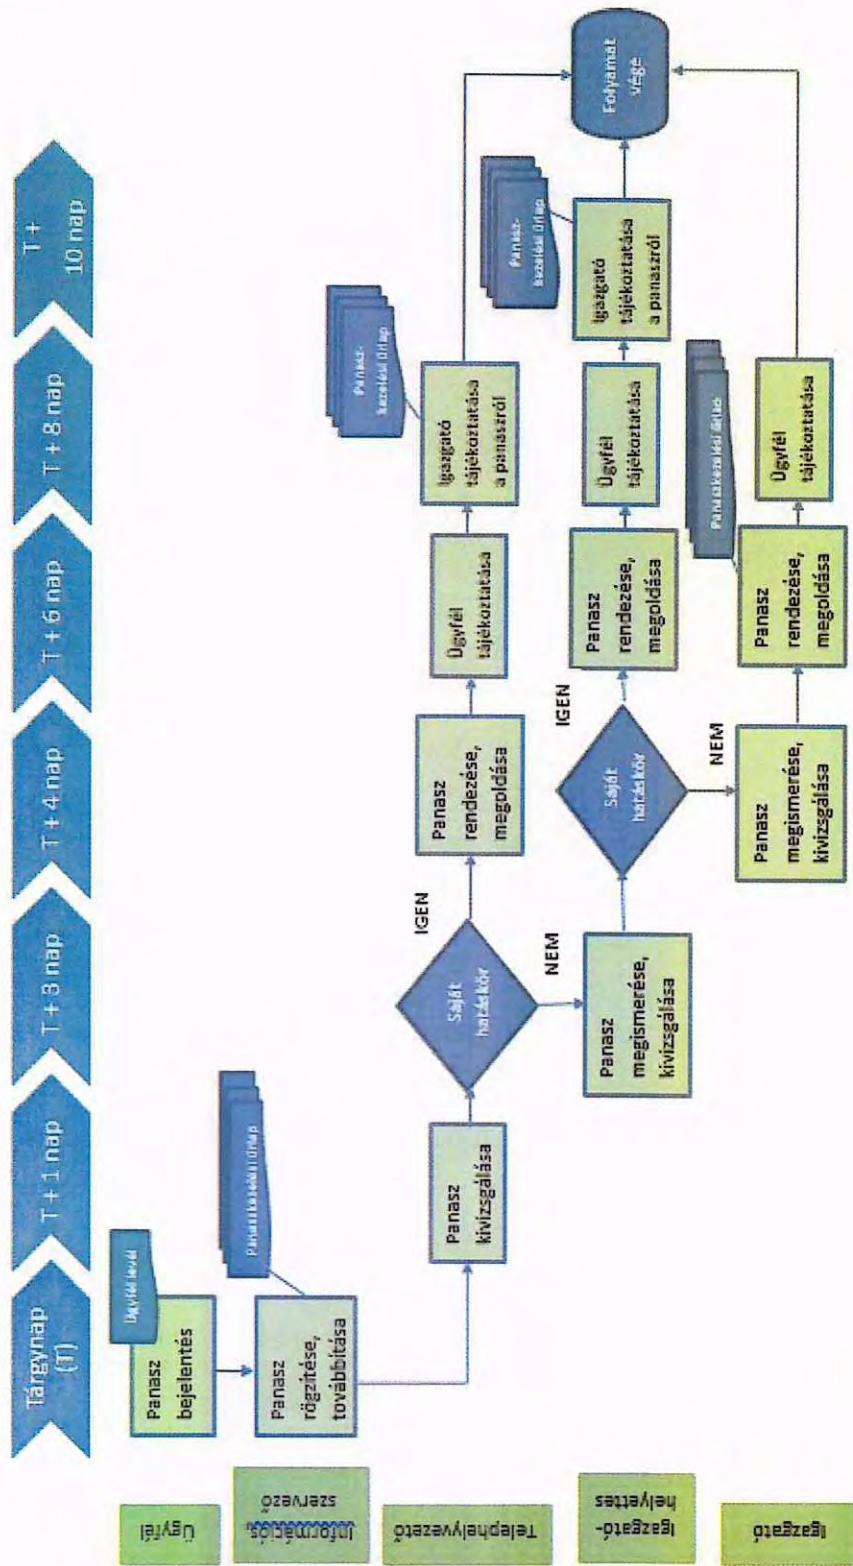 Tárgynap
(T)
T + 1 nap
T + 3 nap
T + 4 nap
T + 6 nap
T + 8 nap
T +
10 nap
Ügyfél
Ügyfél levél
Panasz
bejelentés
Információs,
szervező
Panaszkezelési űrlap
Panasz
rögzítése,
továbbítása
Telephelyvezető
Panasz
kivizsgálása
Saját
hatáskör
IGEN
NEM
Panasz
rendezése,
megoldása
Ügyfél
tájékoztatása
Panasz-
kezelési űrlap
Igazgató
tájékoztatása
a panaszról
Igazgató-
helyettes
Panasz
megismerése,
kivizsgálása
Saját
hatáskör
IGEN
NEM
Panasz
rendezése,
megoldása
Ügyfél
tájékoztatása
Panasz-
kezelési űrlap
Igazgató
tájékoztatása
a panaszról
Folyamat
vége
Igazgató
Panasz
megismerése,
kivizsgálása
Panaszkezelési űrlap
Panasz
rendezése,
megoldása
Ügyfél
tájékoztatása